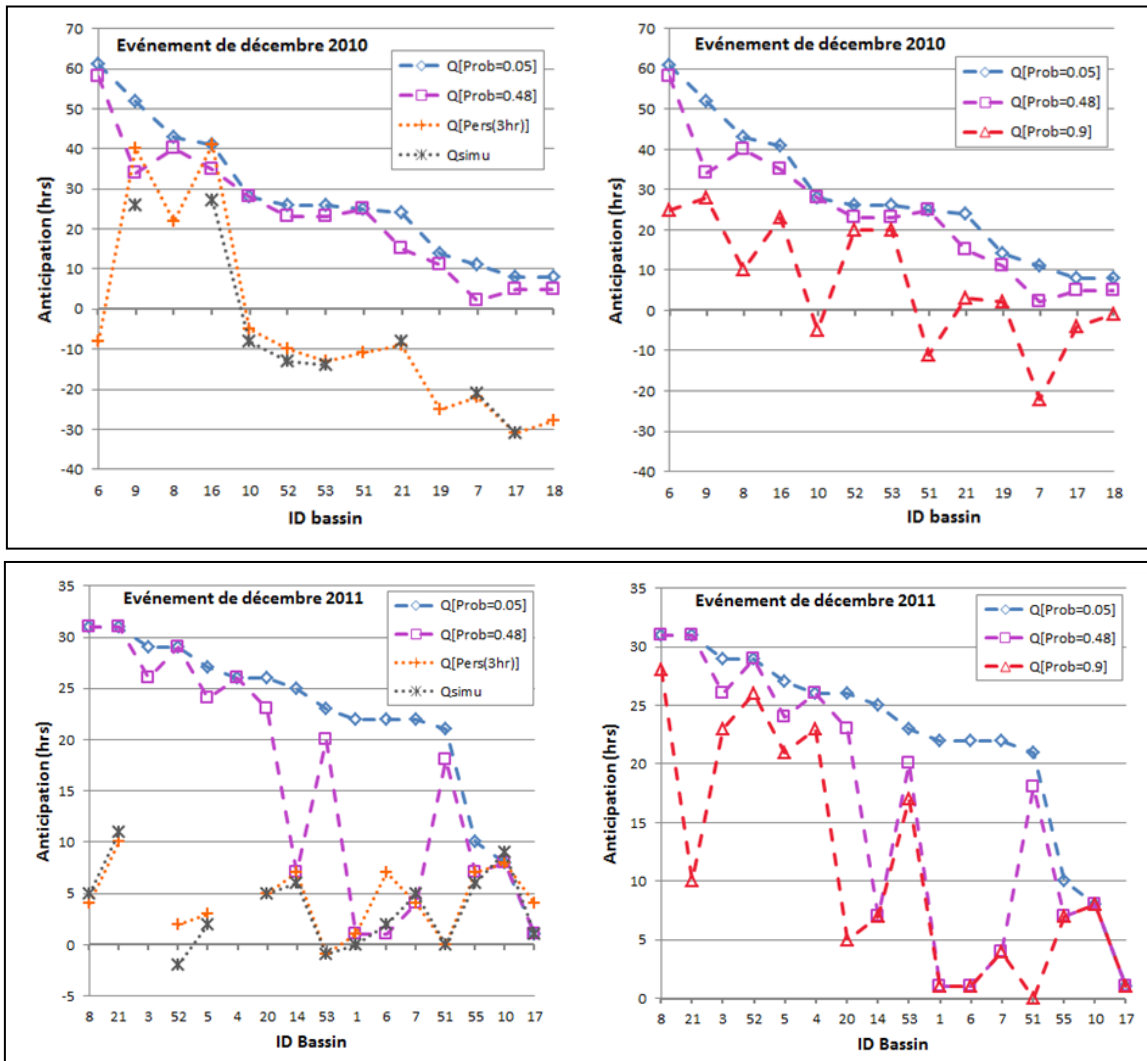 Evénement de décembre 2010
Q[Prob=0.05]
Q[Prob=0.48]
Q[Pers(3hr)]
Qsimu
Anticipation (hrs)
70
60
50
40
30
20
10
0
-10
-20
-30
-40
6 9 8 16 10 52 53 51 21 19 7 17 18
ID bassin
Evénement de décembre 2010
Q[Prob=0.05]
Q[Prob=0.48]
Q[Prob=0.9]
Anticipation (hrs)
70
60
50
40
30
20
10
0
-10
-20
-30
-40
6 9 8 16 10 52 53 51 21 19 7 17 18
ID bassin
Evénement de décembre 2011
Q[Prob=0.05]
Q[Prob=0.48]
Q[Pers(3hr)]
Qsimu
Anticipation (hrs)
35
30
25
20
15
10
5
0
-5
8 21 3 52 5 4 20 14 53 1 6 7 51 55 10 17
ID Bassin
Evénement de décembre 2011
Q[Prob=0.05]
Q[Prob=0.48]
Q[Prob=0.9]
Anticipation (hrs)
35
30
25
20
15
10
5
0
8 21 3 52 5 4 20 14 53 1 6 7 51 55 10 17
ID Bassin